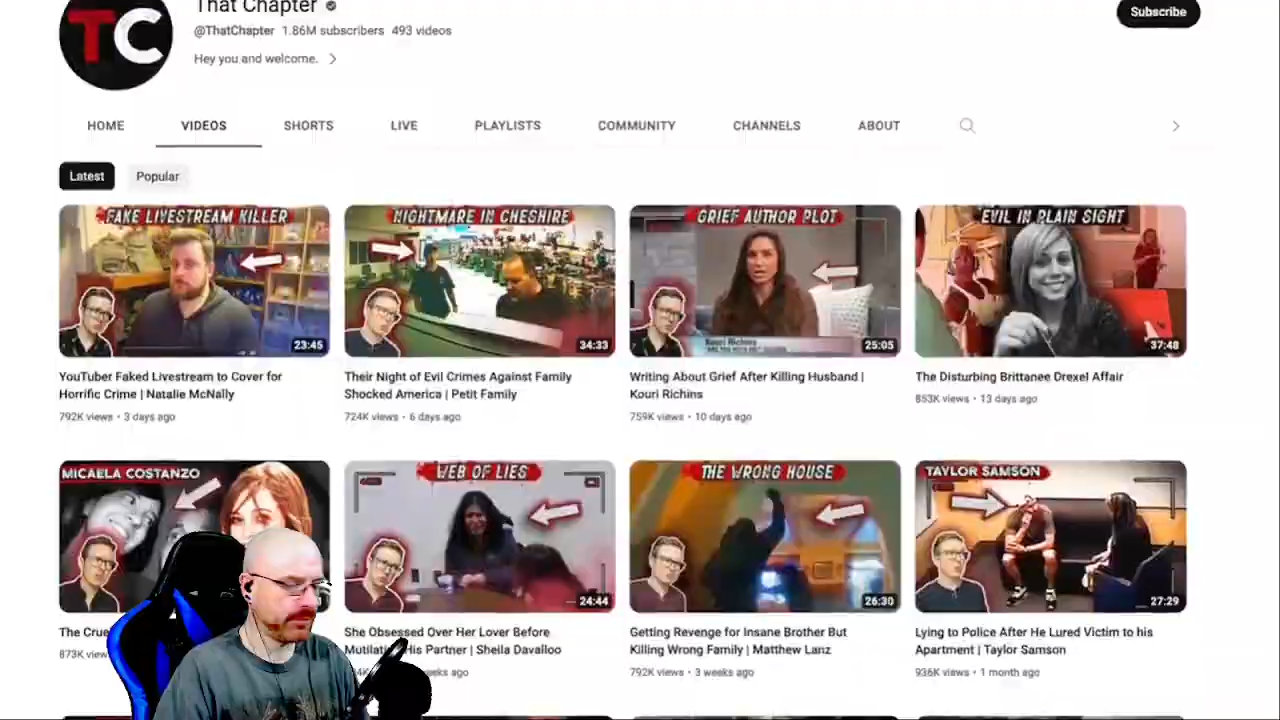 That Chapter
TC
@ThatChapter 1.86M subscribers 493 videos
Subscribe
Hey you and welcome.
HOME VIDEOS SHORTS LIVE PLAYLISTS COMMUNITY CHANNELS ABOUT
Latest Popular
FAKE LIVESTREAM KILLER
23:45
YouTuber Faked Livestream to Cover for
Horrific Crime | Natalie McNally
792K views • 3 days ago
NIGHTMARE IN CHESHIRE
34:33
Their Night of Evil Crimes Against Family
Shocked America | Petit Family
724K views • 6 days ago
GRIEF AUTHOR PLOT
Kouri Richins
25:05
Writing About Grief After Killing Husband |
Kouri Richins
759K views • 10 days ago
EVIL IN PLAIN SIGHT
37:48
The Disturbing Brittanee Drexel Affair
853K views • 13 days ago
MICAELA COSTANZO
The Crue
873K view
WEB OF LIES
24:44
She Obsessed Over Her Lover Before
His Partner | Sheila Davalloo
eeks ago
THE WRONG HOUSE
26:30
Getting Revenge for Insane Brother But
Killing Wrong Family | Matthew Lanz
792K views • 3 weeks ago
TAYLOR SAMSON
27:29
Lying to Police After He Lured Victim to his
Apartment | Taylor Samson
936K views • 1 month ago